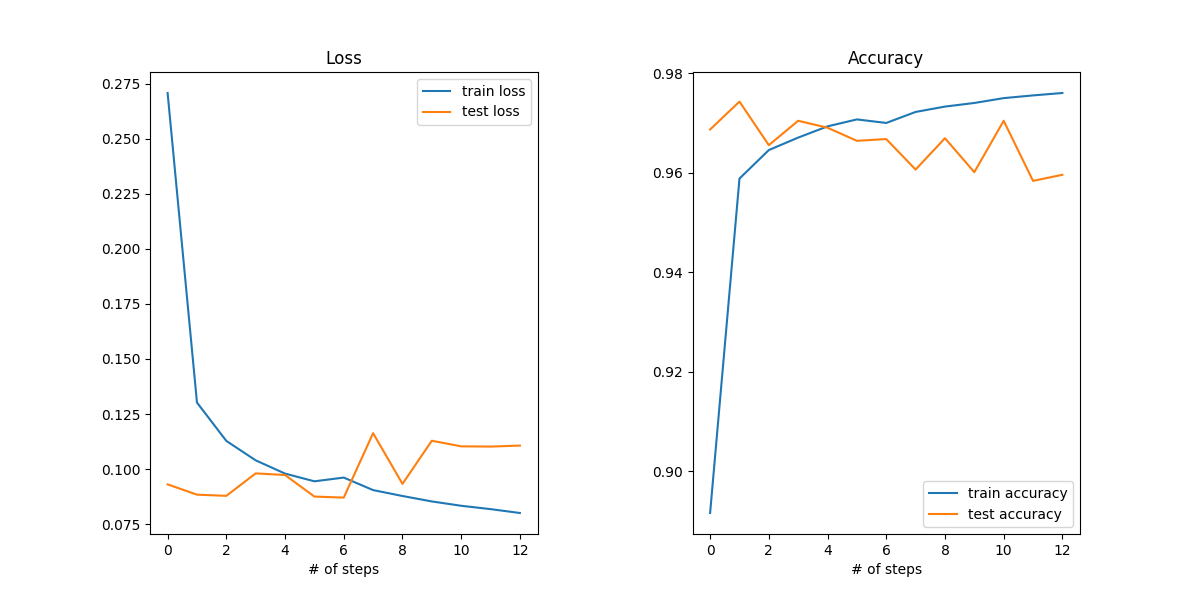 Loss
0.275
0.250
0.225
0.200
0.175
0.150
0.125
0.100
0.075
train loss
test loss
0 2 4 6 8 10 12
# of steps
Accuracy
0.98
0.96
0.94
0.92
0.90
train accuracy
test accuracy
0 2 4 6 8 10 12
# of steps